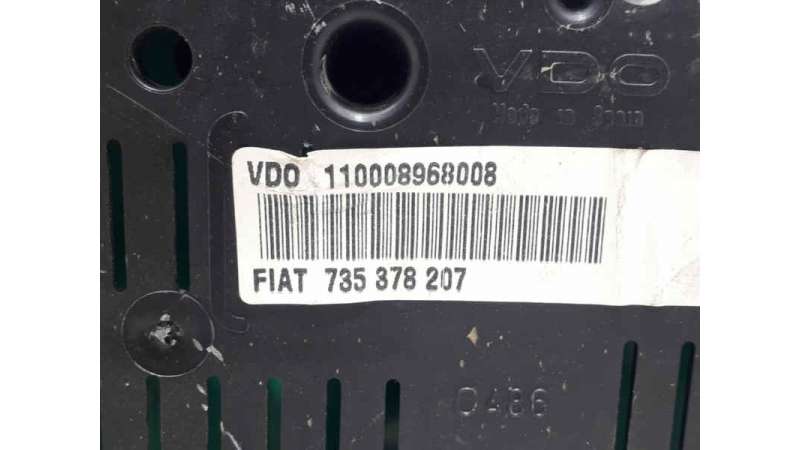 VDO
Made in Spain
VDO 110008968008
FIAT 735 378 207
0486